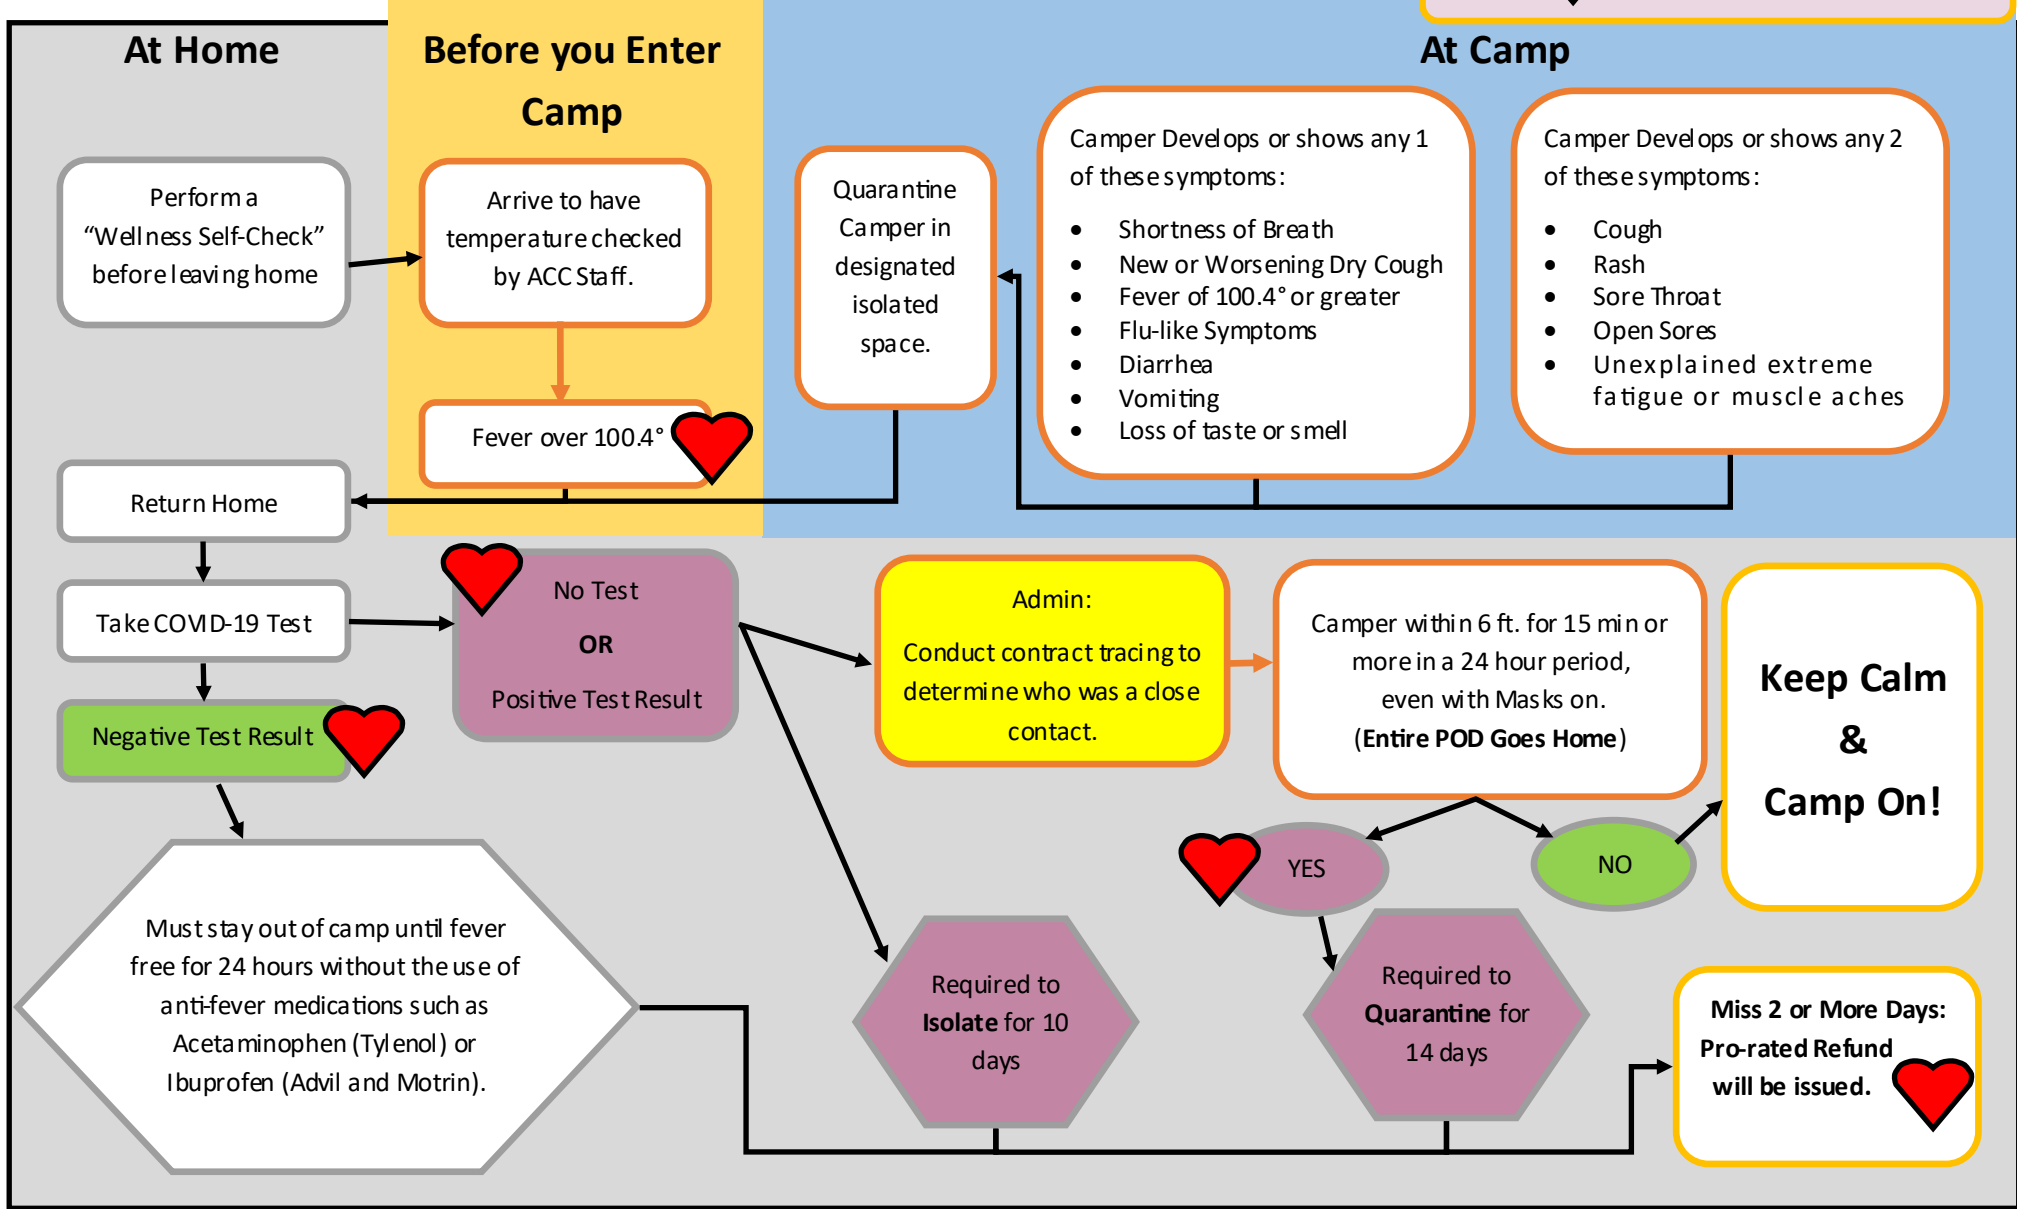 At Home
Before you Enter
Camp
At Camp
Perform a
“Wellness Self-Check”
before leaving home
Arrive to have
temperature checked
by ACC Staff.
Fever over 100.4°
Quarantine
Camper in
designated
isolated
space.
Camper Develops or shows any 1
of these symptoms:
• Shortness of Breath
• New or Worsening Dry Cough
• Fever of 100.4° or greater
• Flu-like Symptoms
• Diarrhea
• Vomiting
• Loss of taste or smell
Camper Develops or shows any 2
of these symptoms:
• Cough
• Rash
• Sore Throat
• Open Sores
• Unexplained extreme
fatigue or muscle aches
Return Home
Take COVID-19 Test
Negative Test Result
No Test
OR
Positive Test Result
Admin:
Conduct contract tracing to
determine who was a close
contact.
Camper within 6 ft. for 15 min or
more in a 24 hour period,
even with Masks on.
(Entire POD Goes Home)
YES
NO
Keep Calm
&
Camp On!
Must stay out of camp until fever
free for 24 hours without the use of
anti-fever medications such as
Acetaminophen (Tylenol) or
Ibuprofen (Advil and Motrin).
Required to
Isolate for 10
days
Required to
Quarantine for
14 days
Miss 2 or More Days:
Pro-rated Refund
will be issued.